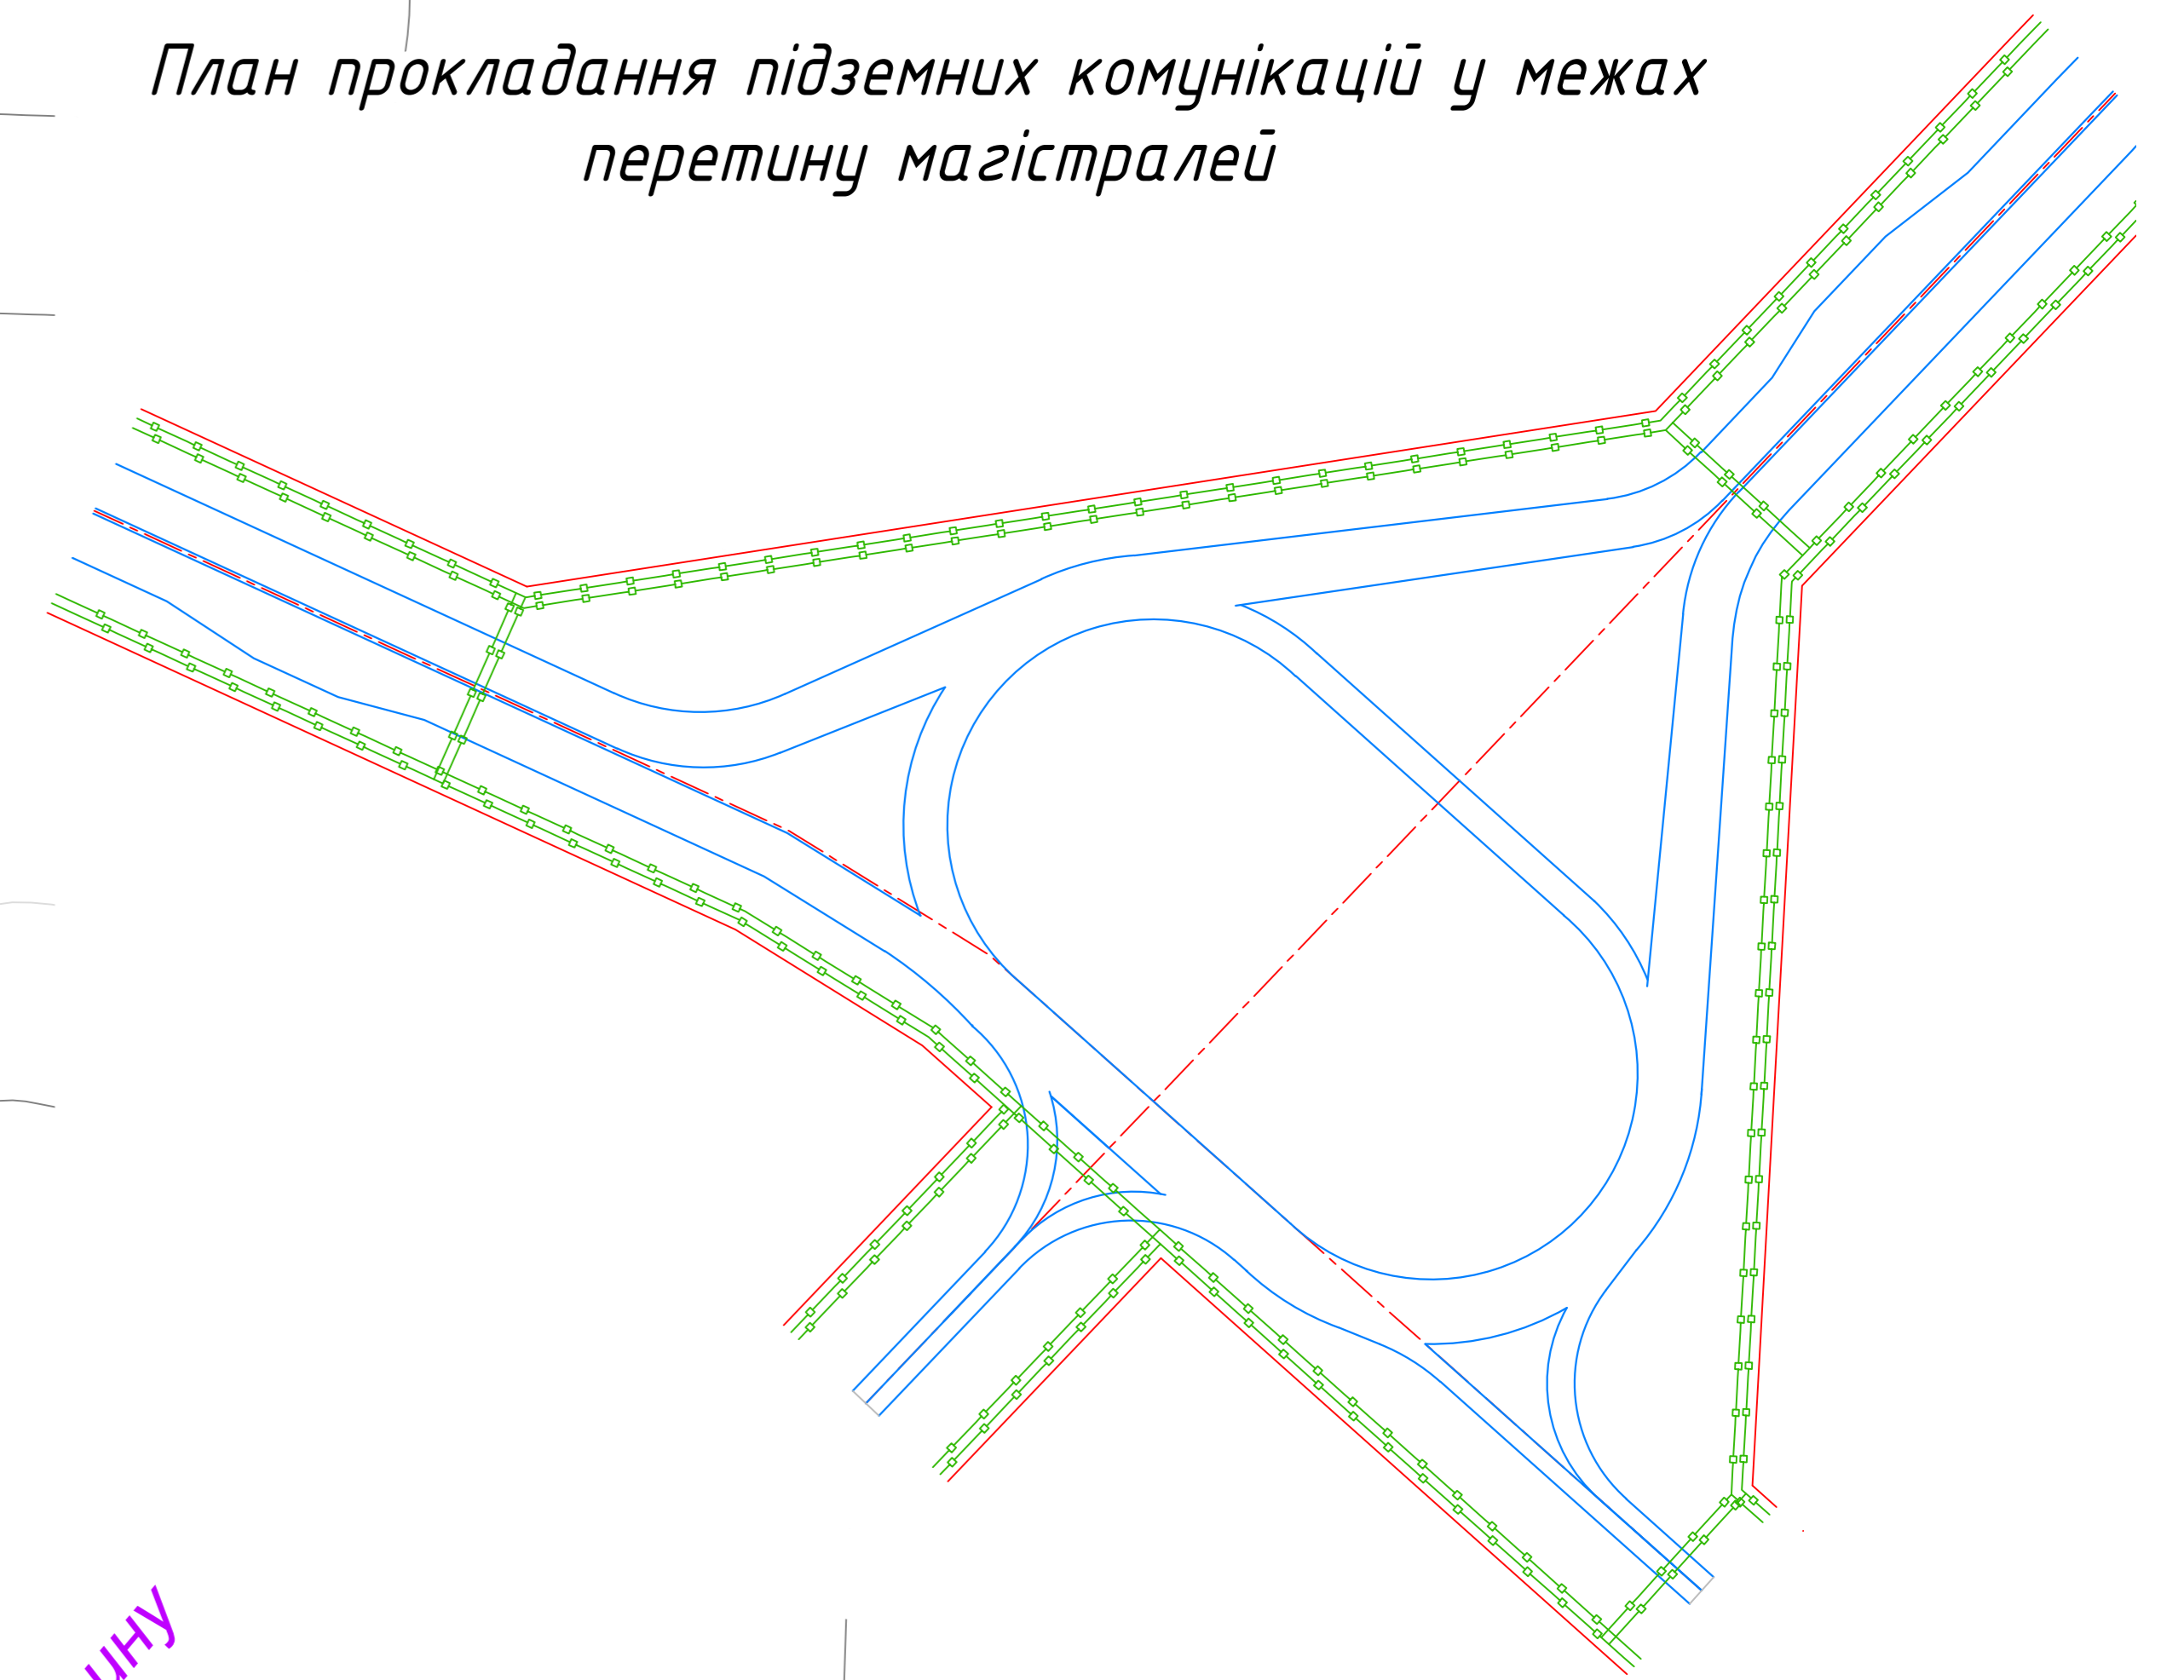 План прокладання підземних комунікацій у межах
перетину магістралей